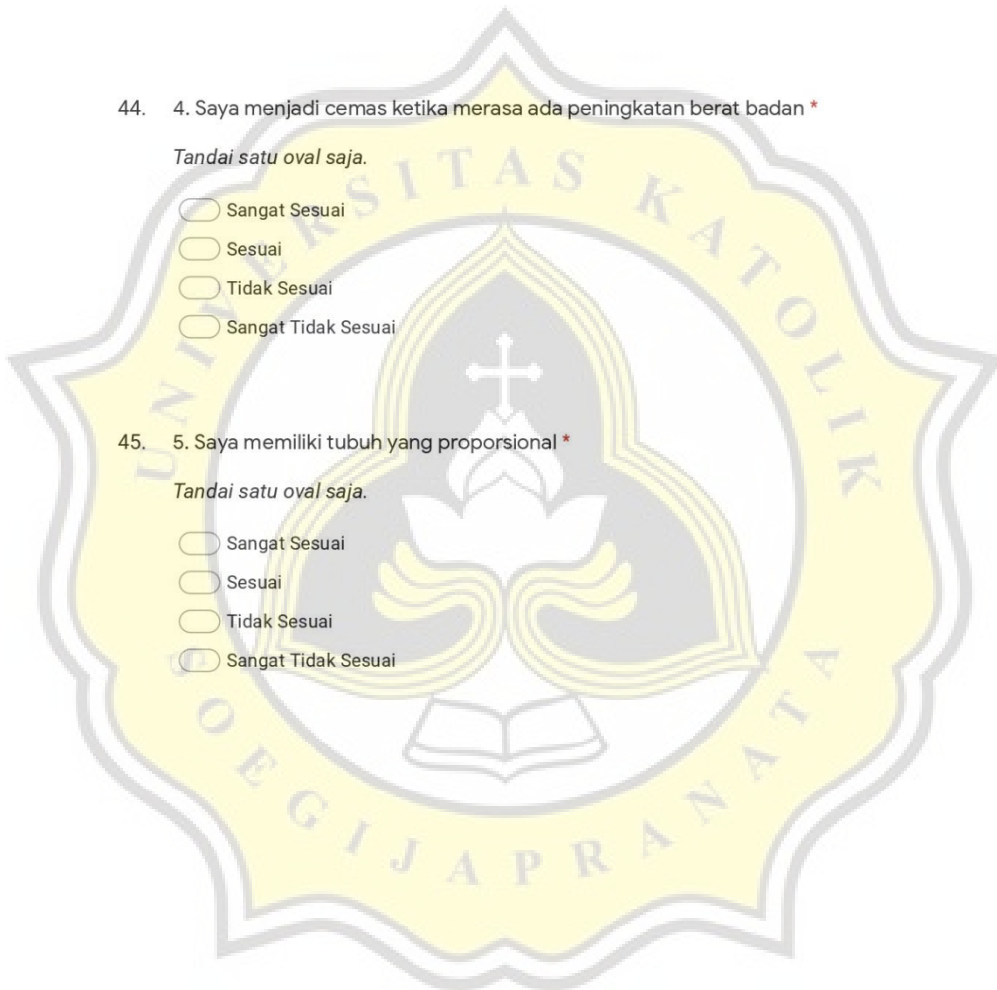 44. 4. Saya menjadi cemas ketika merasa ada peningkatan berat badan *
Tandai satu oval saja.
Sangat Sesuai
Sesuai
Tidak Sesuai
Sangat Tidak Sesuai
45. 5. Saya memiliki tubuh yang proporsional *
Tandai satu oval saja.
Sangat Sesuai
Sesuai
Tidak Sesuai
Sangat Tidak Sesuai
UNIVERSITAS KATOLIK
SOEGIJAPRANATA